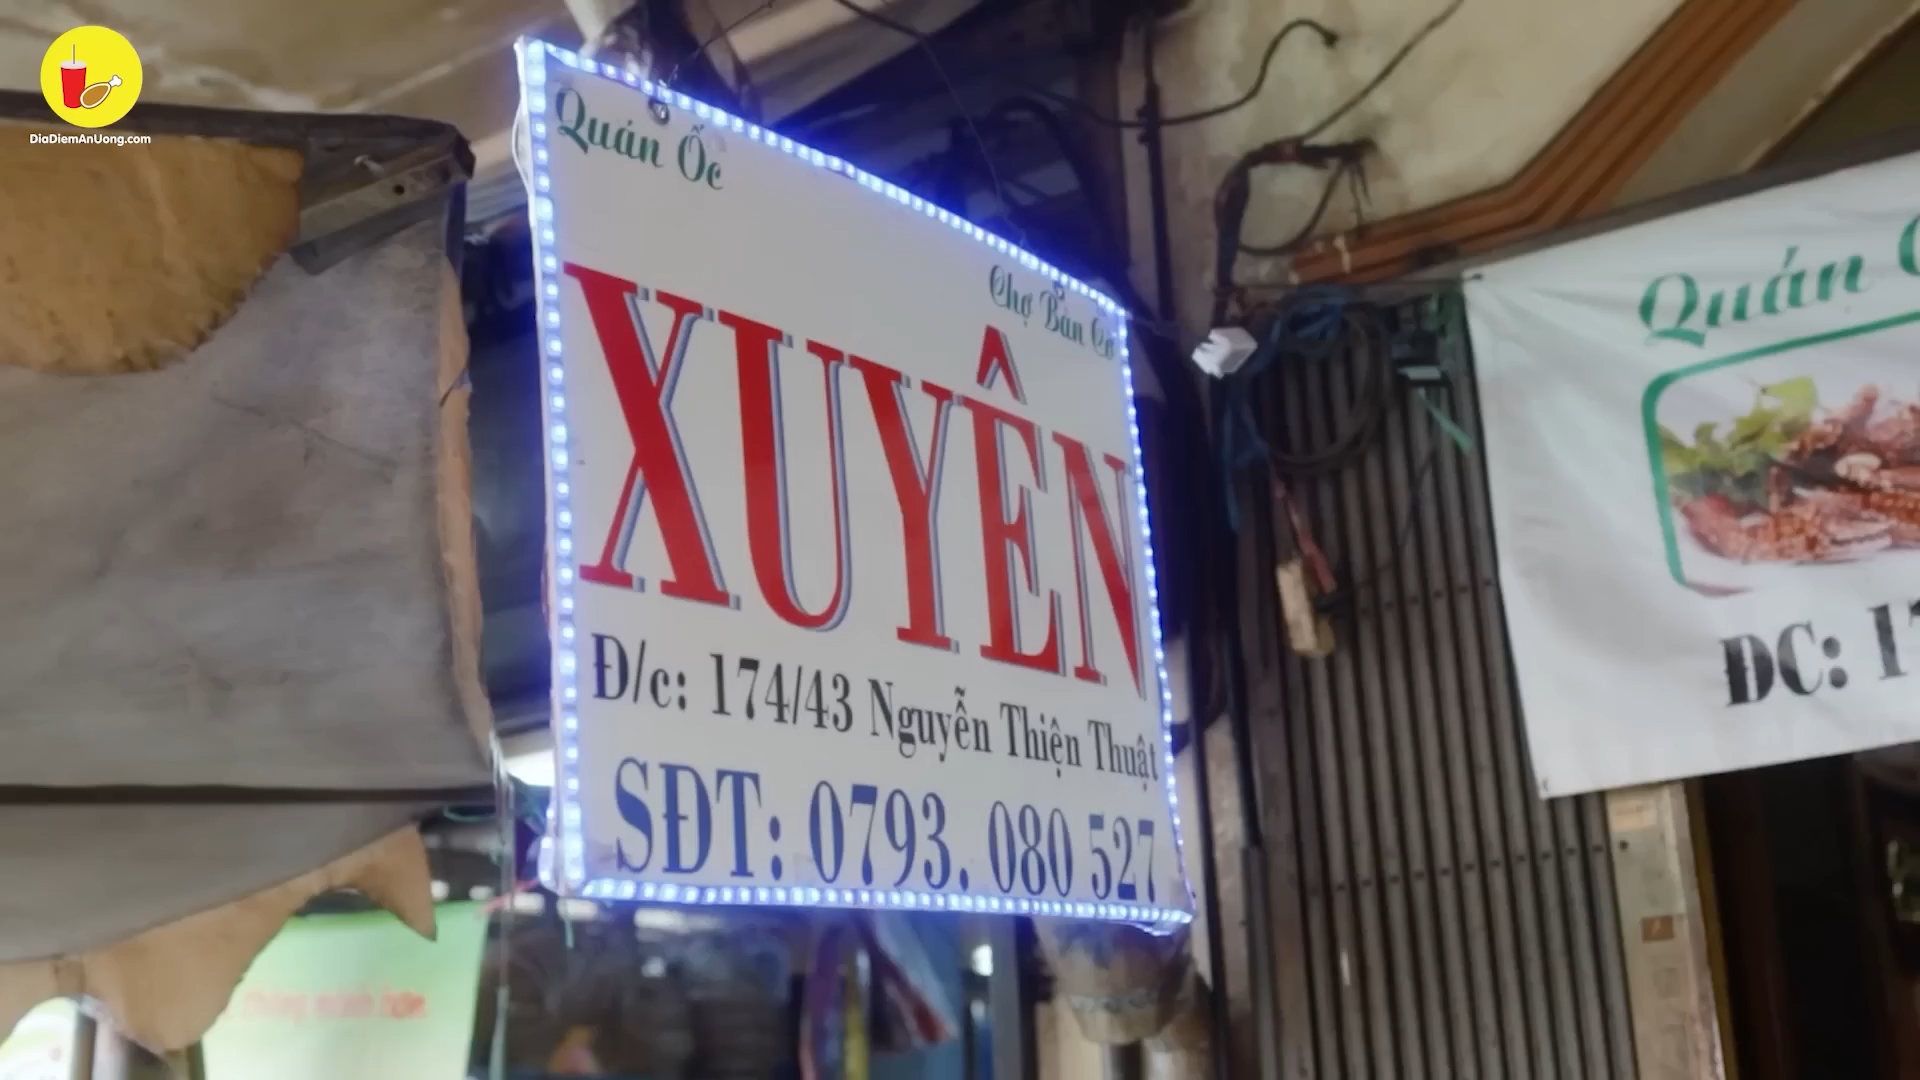 DiaDiemAnUong.com
Quán Ốc
Chợ Bàn Cờ
XUYÊN
Đ/c: 174/43 Nguyễn Thiện Thuật
SĐT: 0793. 080 527
Quán
ĐC: 17